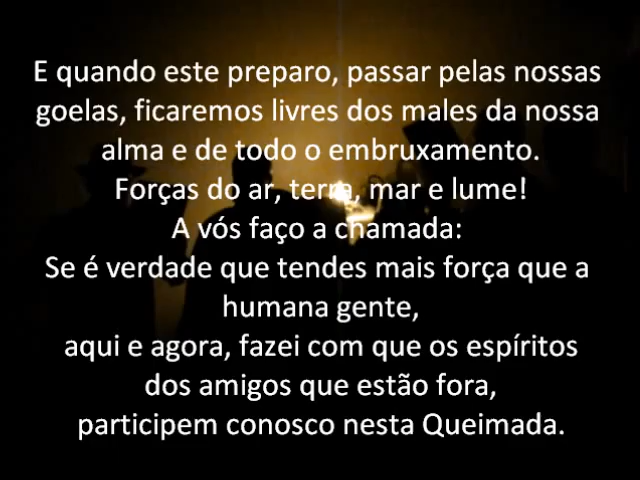 E quando este preparo, passar pelas nossas
goelas, ficaremos livres dos males da nossa
alma e de todo o embruxamento.
Forças do ar, terra, mar e lume!
A vós faço a chamada:
Se é verdade que tendes mais força que a
humana gente,
aqui e agora, fazei com que os espíritos
dos amigos que estão fora,
participem conosco nesta Queimada.